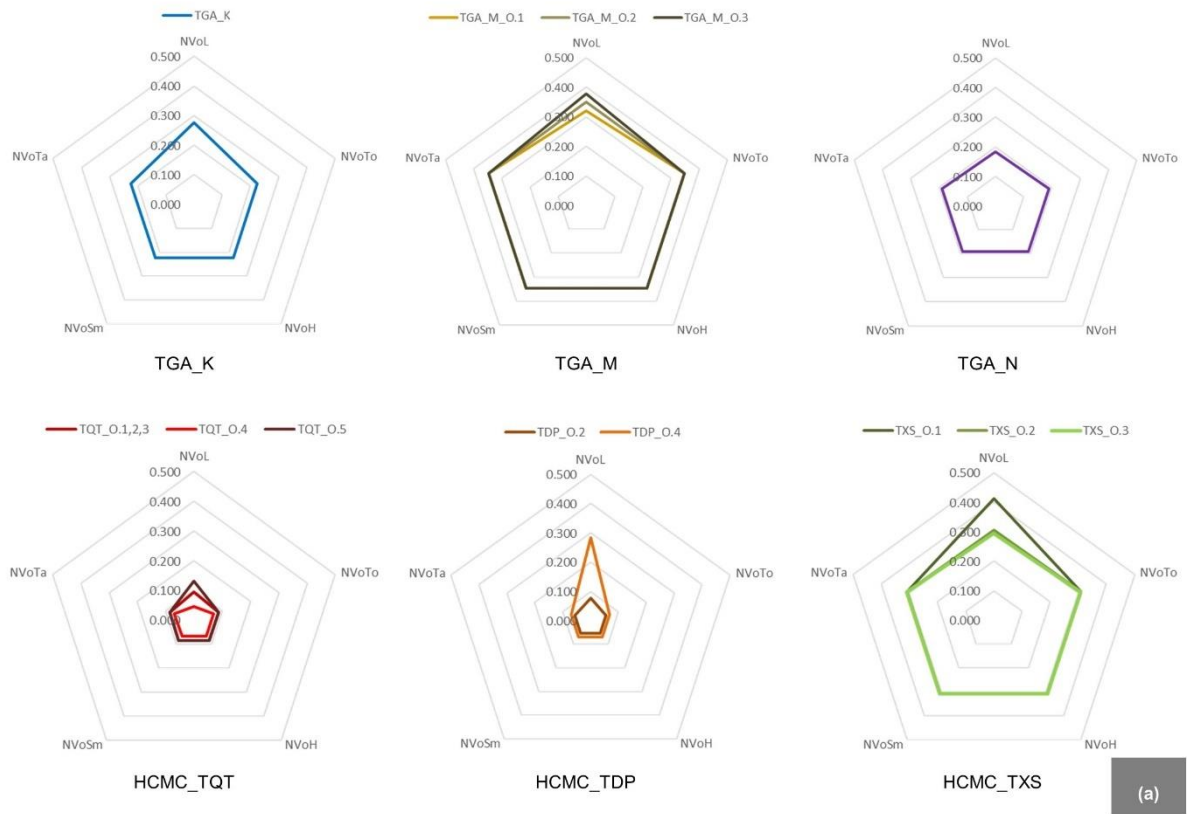 TGA_K
NVoL
0.500
0.400
0.300
0.200
0.100
0.000
NVoTa
NVoTo
NVoSm
NVoH
TGA_K
TGA_M_O.1 TGA_M_O.2 TGA_M_O.3
NVoL
0.500
0.400
0.300
0.200
0.100
0.000
NVoTa
NVoTo
NVoSm
NVoH
TGA_M
NVoL
0.500
0.400
0.300
0.200
0.100
0.000
NVoTa
NVoTo
NVoSm
NVoH
TGA_N
TQT_O.1,2,3 TQT_O.4 TQT_O.5
NVoL
0.500
0.400
0.300
0.200
0.100
0.000
NVoTa
NVoTo
NVoSm
NVoH
HCMC_TQT
TDP_O.2 TDP_O.4
NVoL
0.500
0.400
0.300
0.200
0.100
0.000
NVoTa
NVoTo
NVoSm
NVoH
HCMC_TDP
TXS_O.1 TXS_O.2 TXS_O.3
NVoL
0.500
0.400
0.300
0.200
0.100
0.000
NVoTa
NVoTo
NVoSm
NVoH
HCMC_TXS
(a)